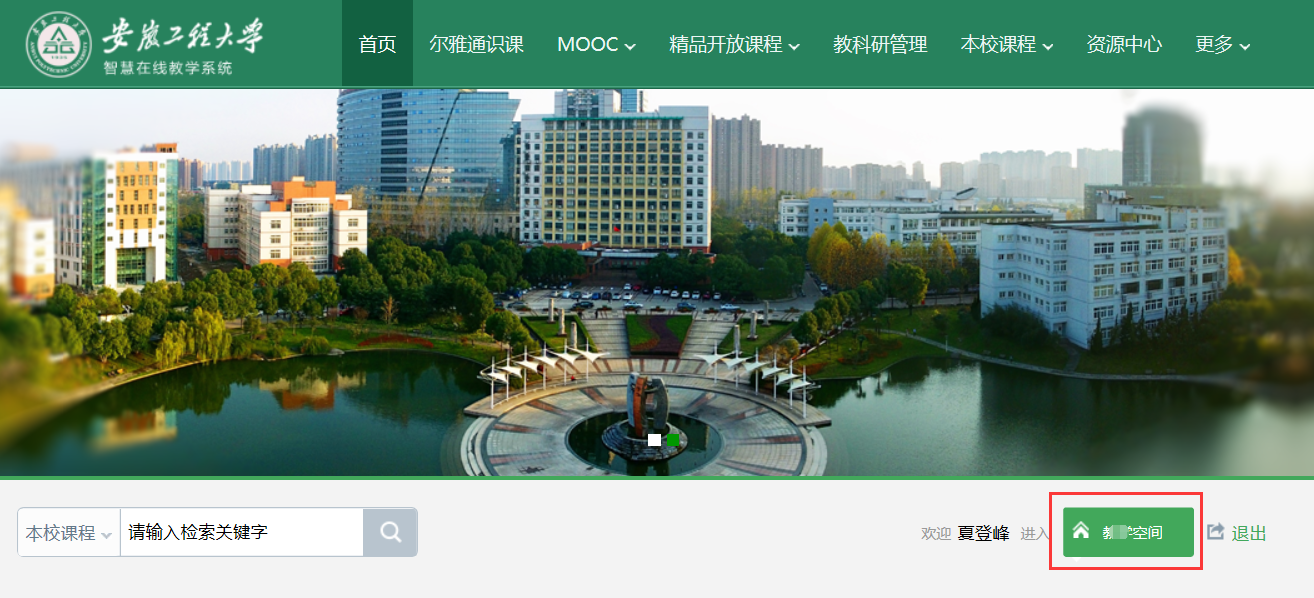 安徽工程大学
智慧在线教学系统
首页 尔雅通识课 MOOC 精品开放课程 教科研管理 本校课程 资源中心 更多
本校课程 请输入检索关键字 欢迎 夏登峰 进入 教学空间 退出